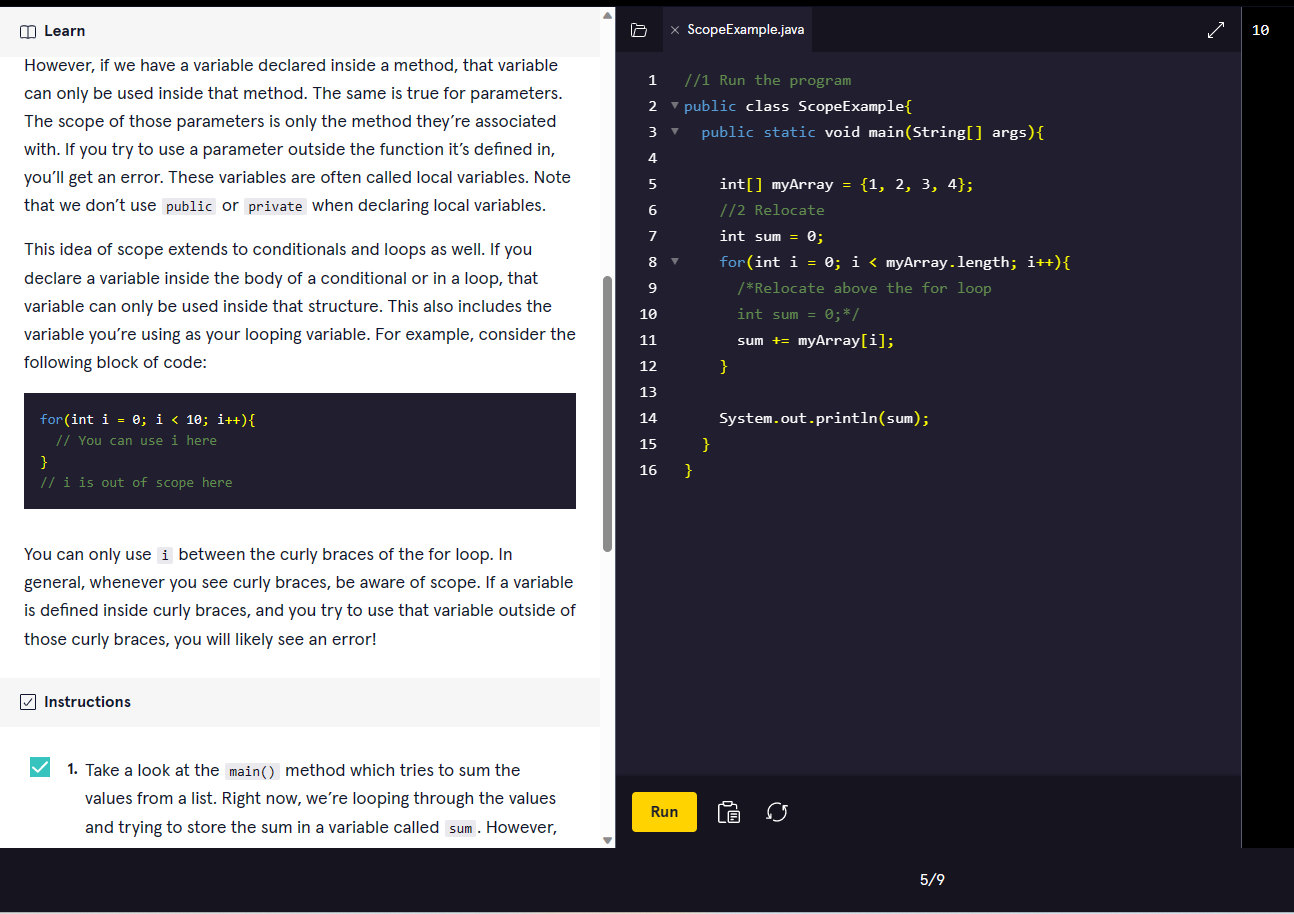 Learn
However, if we have a variable declared inside a method, that variable
can only be used inside that method. The same is true for parameters.
The scope of those parameters is only the method they’re associated
with. If you try to use a parameter outside the function it’s defined in,
you’ll get an error. These variables are often called local variables. Note
that we don’t use public or private when declaring local variables.
This idea of scope extends to conditionals and loops as well. If you
declare a variable inside the body of a conditional or in a loop, that
variable can only be used inside that structure. This also includes the
variable you’re using as your looping variable. For example, consider the
following block of code:
for(int i = 0; i < 10; i++){
// You can use i here
}
// i is out of scope here
You can only use i between the curly braces of the for loop. In
general, whenever you see curly braces, be aware of scope. If a variable
is defined inside curly braces, and you try to use that variable outside of
those curly braces, you will likely see an error!
Instructions
1. Take a look at the main() method which tries to sum the
values from a list. Right now, we’re looping through the values
and trying to store the sum in a variable called sum. However,
ScopeExample.java
1 //1 Run the program
2 public class ScopeExample{
3 public static void main(String[] args){
4
5 int[] myArray = {1, 2, 3, 4};
6 //2 Relocate
7 int sum = 0;
8 for(int i = 0; i < myArray.length; i++){
9 /*Relocate above the for loop
10 int sum = 0;*/
11 sum += myArray[i];
12 }
13
14 System.out.println(sum);
15 }
16 }
Run
10
5/9